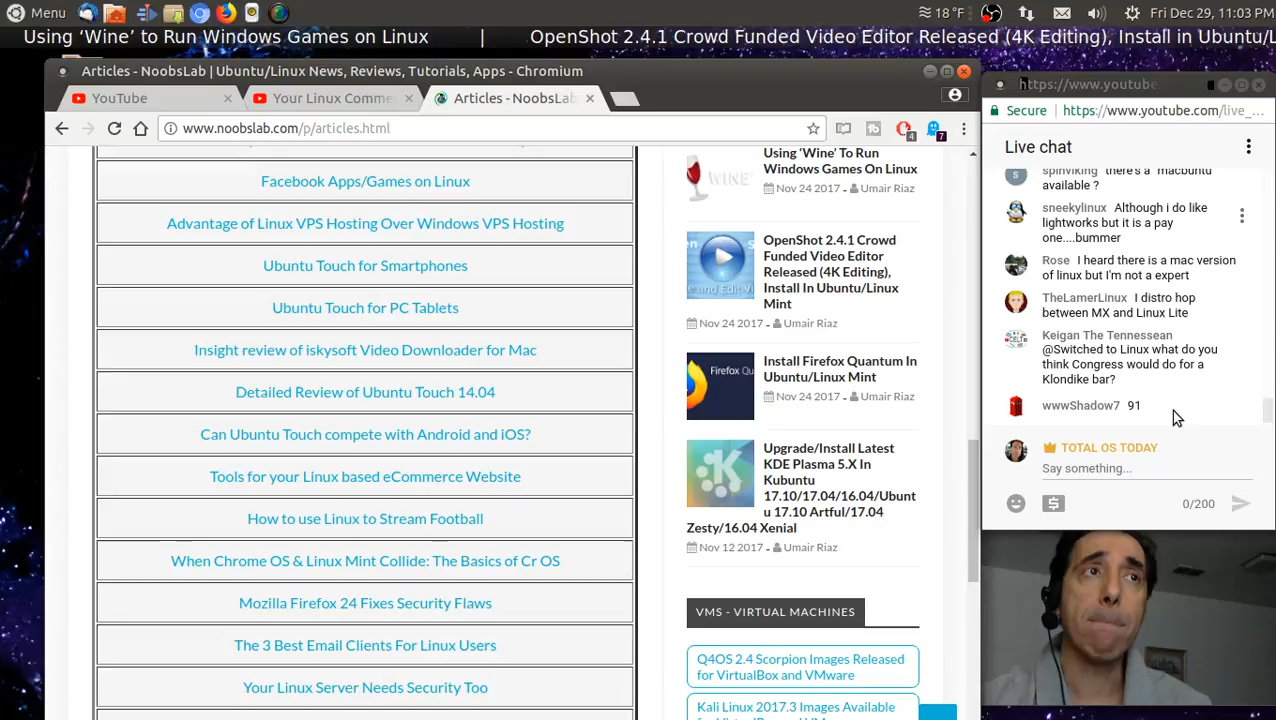 Menu
18 °F
Fri Dec 29, 11:03 PM
Using ‘Wine’ to Run Windows Games on Linux | OpenShot 2.4.1 Crowd Funded Video Editor Released (4K Editing), Install in Ubuntu/L
Articles - NoobsLab | Ubuntu/Linux News, Reviews, Tutorials, Apps - Chromium
YouTube
Your Linux Comme
Articles - NoobsLab
www.noobslab.com/p/articles.html
4
7
Facebook Apps/Games on Linux
Advantage of Linux VPS Hosting Over Windows VPS Hosting
Ubuntu Touch for Smartphones
Ubuntu Touch for PC Tablets
Insight review of iskysoft Video Downloader for Mac
Detailed Review of Ubuntu Touch 14.04
Can Ubuntu Touch compete with Android and iOS?
Tools for your Linux based eCommerce Website
How to use Linux to Stream Football
When Chrome OS & Linux Mint Collide: The Basics of Cr OS
Mozilla Firefox 24 Fixes Security Flaws
The 3 Best Email Clients For Linux Users
Your Linux Server Needs Security Too
Using 'Wine' To Run
Windows Games On Linux
Nov 24 2017 - Umair Riaz
OpenShot 2.4.1 Crowd
Funded Video Editor
Released (4K Editing),
Install In Ubuntu/Linux
Mint
Nov 24 2017 - Umair Riaz
Firefox Quantum
Install Firefox Quantum In
Ubuntu/Linux Mint
Nov 24 2017 - Umair Riaz
Upgrade/Install Latest
KDE Plasma 5.X In
Kubuntu
17.10/17.04/16.04/Ubunt
u 17.10 Artful/17.04
Zesty/16.04 Xenial
Nov 12 2017 - Umair Riaz
VMS - VIRTUAL MACHINES
Q4OS 2.4 Scorpion Images Released
for VirtualBox and VMware
Kali Linux 2017.3 Images Available
https://www.youtube.
Secure https://www.youtube.com/live_...
Live chat
spinviking there's a macbuntu
available ?
sneekylinux Although i do like
lightworks but it is a pay
one....bummer
Rose I heard there is a mac version
of linux but I'm not a expert
TheLamerLinux I distro hop
between MX and Linux Lite
Keigan The Tennessean
@Switched to Linux what do you
think Congress would do for a
Klondike bar?
wwwShadow7 91
TOTAL OS TODAY
Say something...
0/200